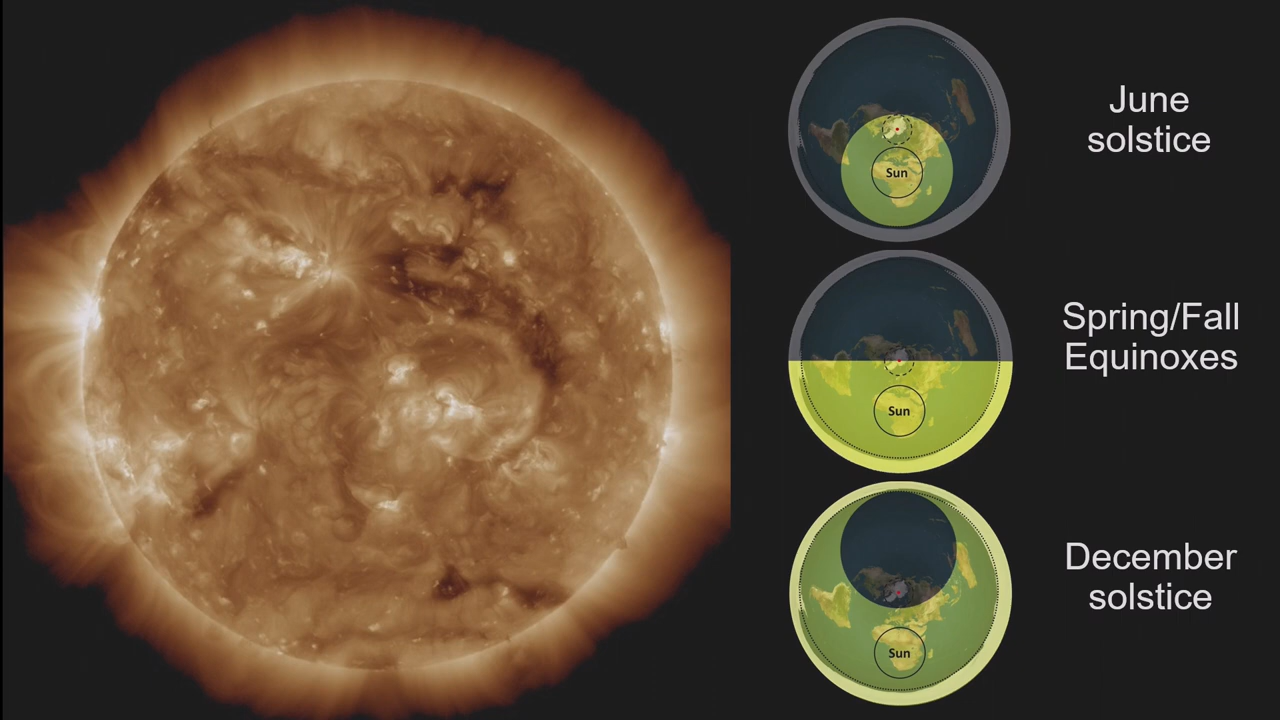 June
solstice
Sun
Spring/Fall
Equinoxes
Sun
December
solstice
Sun